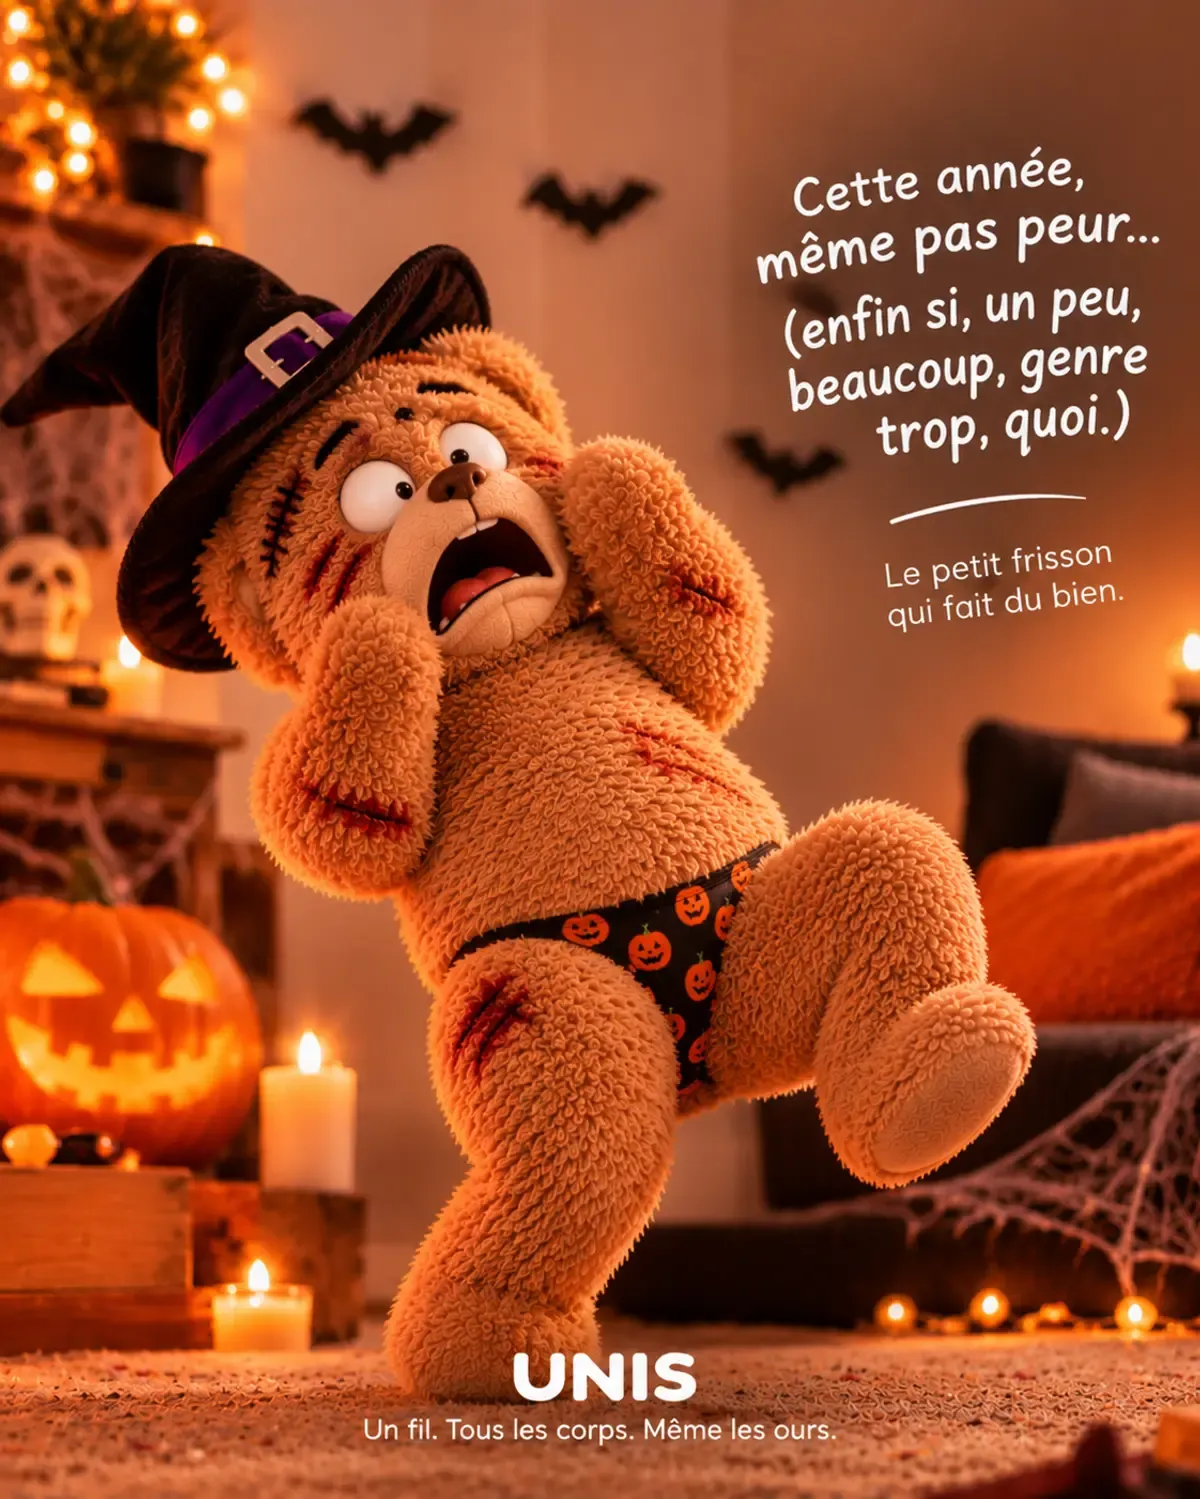 Cette année,
même pas peur...
(enfin si, un peu,
beaucoup, genre
trop, quoi.)
Le petit frisson
qui fait du bien.
UNIS
Un fil. Tous les corps. Même les ours.